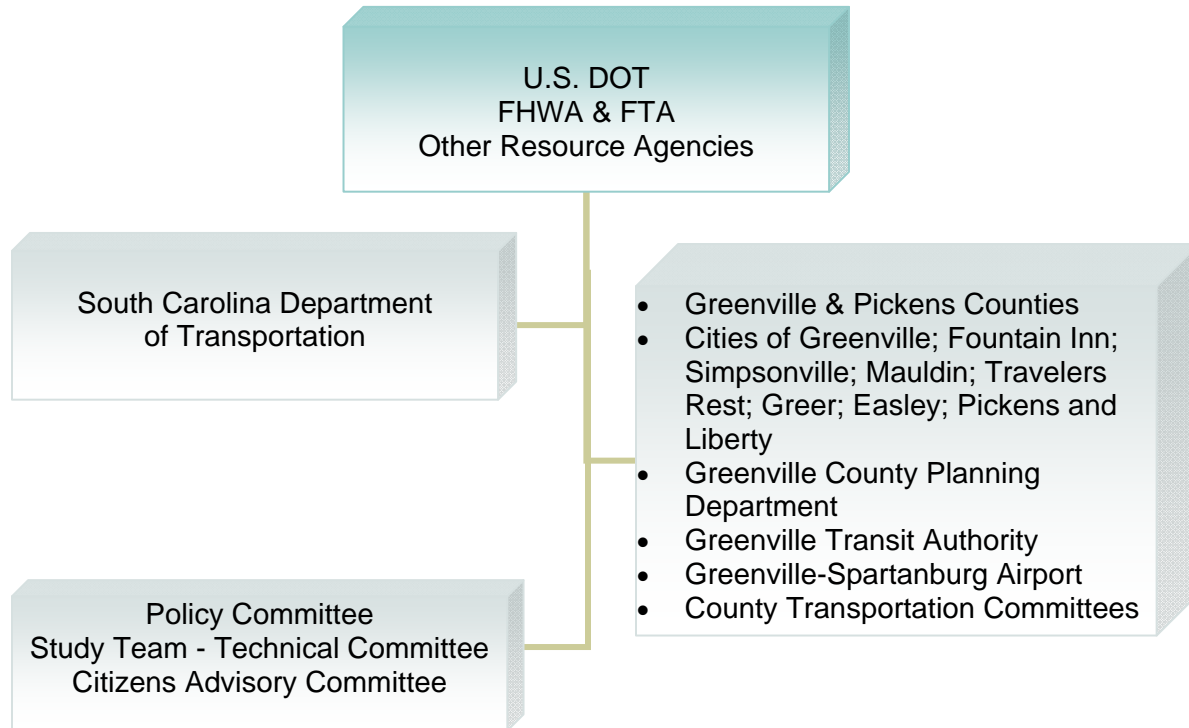 U.S. DOT
FHWA & FTA
Other Resource Agencies
South Carolina Department
of Transportation
• Greenville & Pickens Counties
• Cities of Greenville; Fountain Inn;
Simpsonville; Mauldin; Travelers
Rest; Greer; Easley; Pickens and
Liberty
• Greenville County Planning
Department
• Greenville Transit Authority
• Greenville-Spartanburg Airport
• County Transportation Committees
Policy Committee
Study Team - Technical Committee
Citizens Advisory Committee